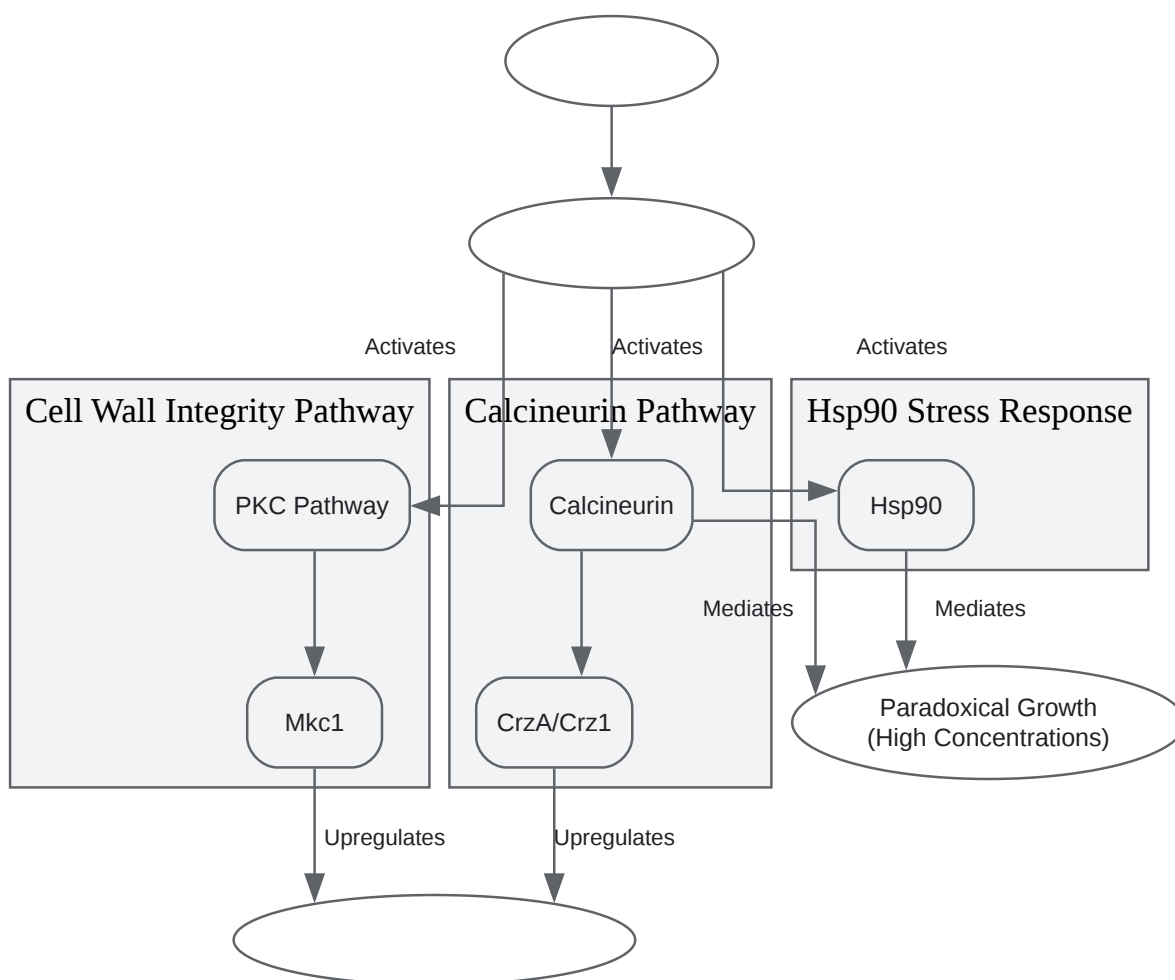 Activates
Activates
Activates
Cell Wall Integrity Pathway
Calcineurin Pathway
Hsp90 Stress Response
PKC Pathway
Calcineurin
Hsp90
Mediates
Mediates
Mkc1
CrzA/Crz1
Paradoxical Growth
(High Concentrations)
Upregulates
Upregulates